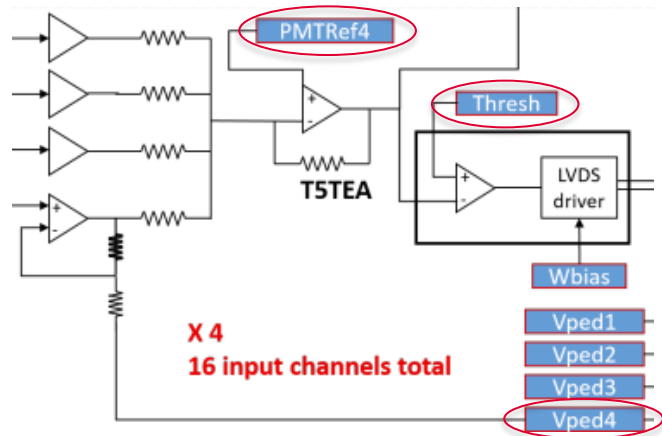 PMTRef4
+
-
Thresh
T5TEA
+
-
LVDS
driver
+
-
Wbias
X 4
16 input channels total
Vped1
Vped2
Vped3
Vped4